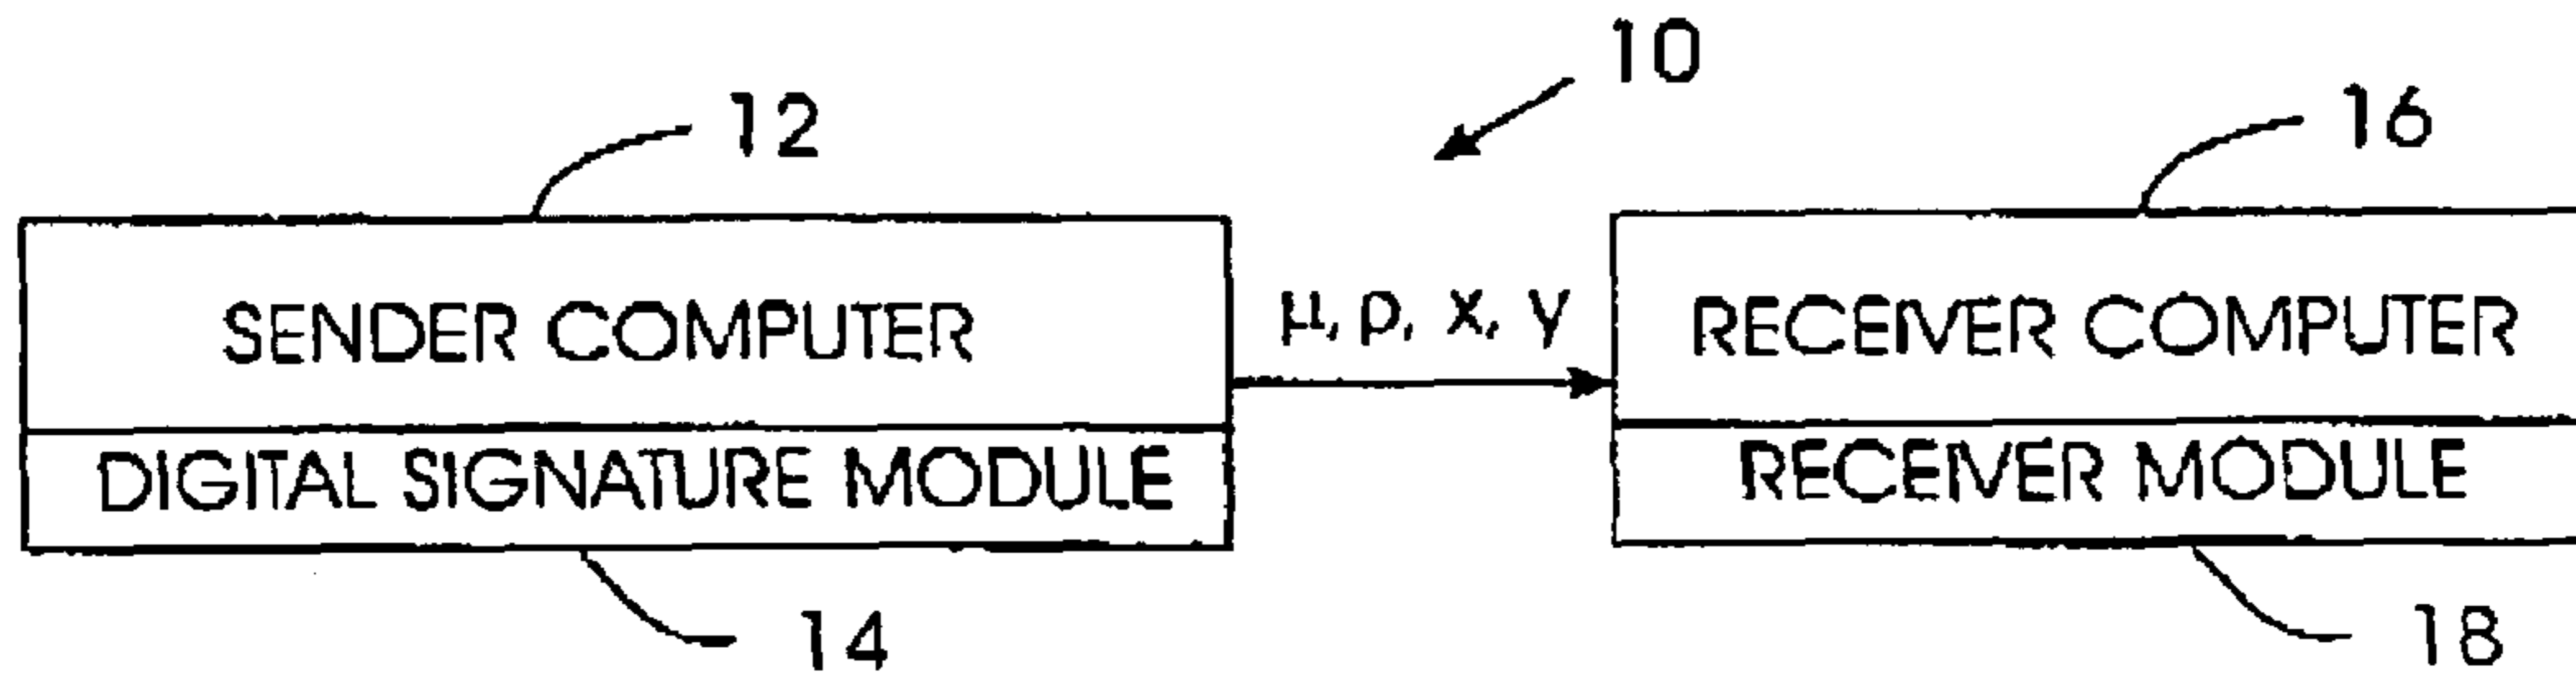 10
12
16
SENDER COMPUTER
μ, ρ, x, y
RECEIVER COMPUTER
DIGITAL SIGNATURE MODULE
RECEIVER MODULE
14
18